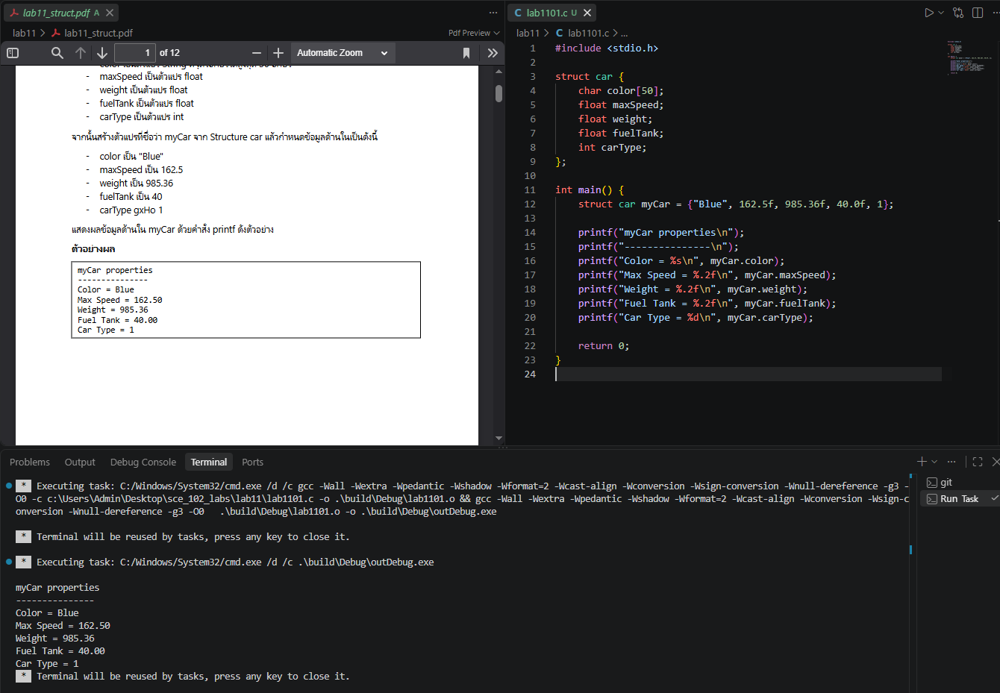 lab11_struct.pdf A
lab11 > lab11_struct.pdf
Pdf Preview
1 of 12
Automatic Zoom
- maxSpeed เป็นตัวแปร float
- weight เป็นตัวแปร float
- fuelTank เป็นตัวแปร float
- carType เป็นตัวแปร int
จากนั้นสร้างตัวแปรที่ชื่อว่า myCar จาก Structure car แล้วกำหนดข้อมูลด้านในเป็นดังนี้
- color เป็น "Blue"
- maxSpeed เป็น 162.5
- weight เป็น 985.36
- fuelTank เป็น 40
- carType gxHo 1
แสดงผลข้อมูลด้านใน myCar ด้วยคำสั่ง printf ดังตัวอย่าง
ตัวอย่างผล
myCar properties
---------------
Color = Blue
Max Speed = 162.50
Weight = 985.36
Fuel Tank = 40.00
Car Type = 1
C lab1101.c U
lab11 > C lab1101.c > ...
1 #include <stdio.h>
2
3 struct car {
4 char color[50];
5 float maxSpeed;
6 float weight;
7 float fuelTank;
8 int carType;
9 };
10
11 int main() {
12 struct car myCar = {"Blue", 162.5f, 985.36f, 40.0f, 1};
13
14 printf("myCar properties\n");
15 printf("---------------\n");
16 printf("Color = %s\n", myCar.color);
17 printf("Max Speed = %.2f\n", myCar.maxSpeed);
18 printf("Weight = %.2f\n", myCar.weight);
19 printf("Fuel Tank = %.2f\n", myCar.fuelTank);
20 printf("Car Type = %d\n", myCar.carType);
21
22 return 0;
23 }
24
Problems Output Debug Console Terminal Ports
* Executing task: C:/Windows/System32/cmd.exe /d /c gcc -Wall -Wextra -Wpedantic -Wshadow -Wformat=2 -Wcast-align -Wconversion -Wsign-conversion -Wnull-dereference -g3 -
O0 -c c:\Users\Admin\Desktop\sce_102_labs\lab11\lab1101.c -o .\build\Debug\lab1101.o && gcc -Wall -Wextra -Wpedantic -Wshadow -Wformat=2 -Wcast-align -Wconversion -Wsign-c
onversion -Wnull-dereference -g3 -O0 .\build\Debug\lab1101.o -o .\build\Debug\outDebug.exe
* Terminal will be reused by tasks, press any key to close it.
* Executing task: C:/Windows/System32/cmd.exe /d /c .\build\Debug\outDebug.exe
myCar properties
---------------
Color = Blue
Max Speed = 162.50
Weight = 985.36
Fuel Tank = 40.00
Car Type = 1
* Terminal will be reused by tasks, press any key to close it.
git
Run Task